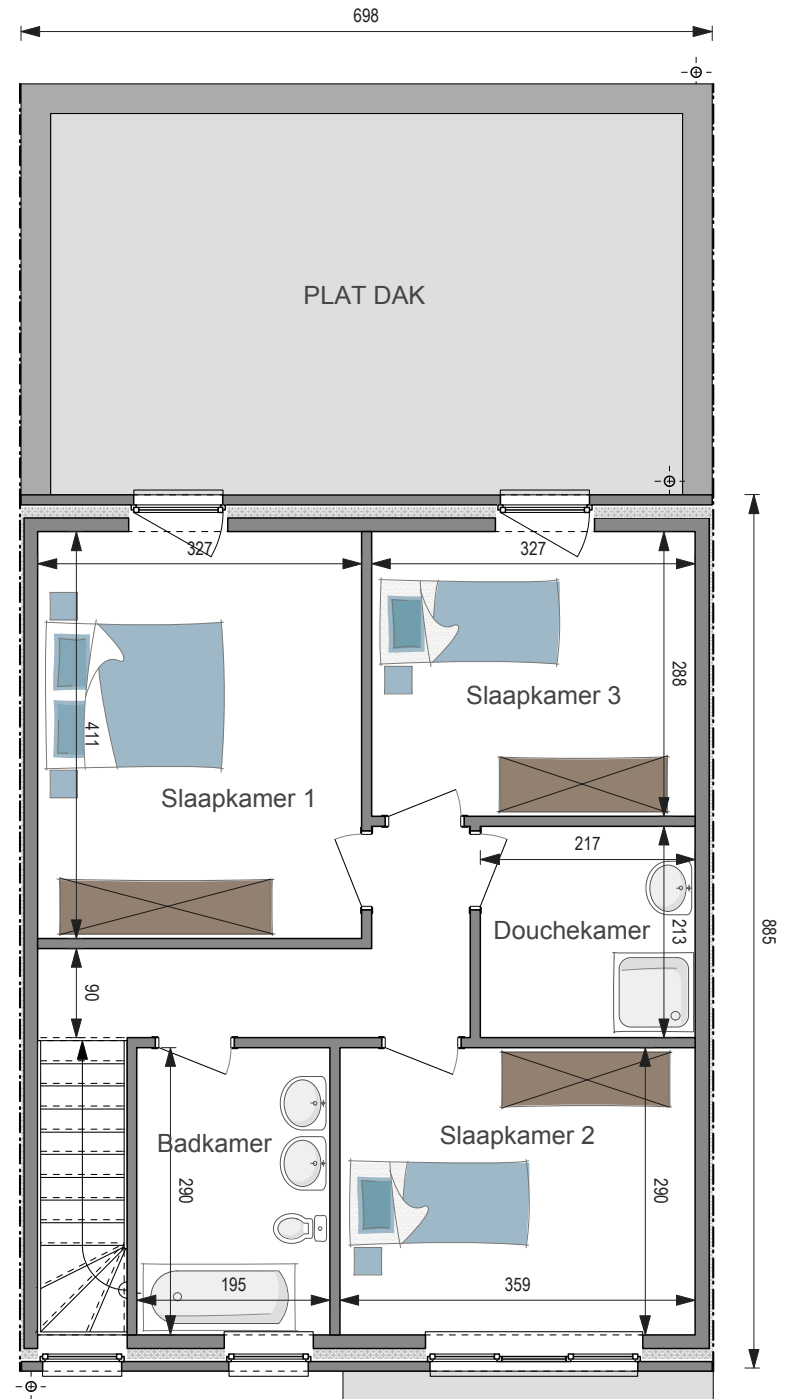 698
PLAT DAK
327
327
288
411
Slaapkamer 3
Slaapkamer 1
217
Douchekamer
213
885
90
Slaapkamer 2
Badkamer
290
290
195
359